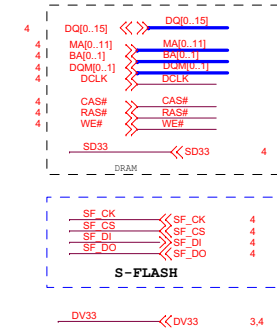 4 DQ[0..15] DQ[0..15]
4 MA[0..11] MA[0..11]
4 BA[0..1] BA[0..1]
4 DQM[0..1] DQM[0..1]
4 DCLK DCLK
4 CAS# CAS#
4 RAS# RAS#
4 WE# WE#
SD33 SD33 4
DRAM
SF_CK SF_CK 4
SF_CS SF_CS 4
SF_DI SF_DI 4
SF_DO SF_DO 4
S-FLASH
DV33 DV33 3,4